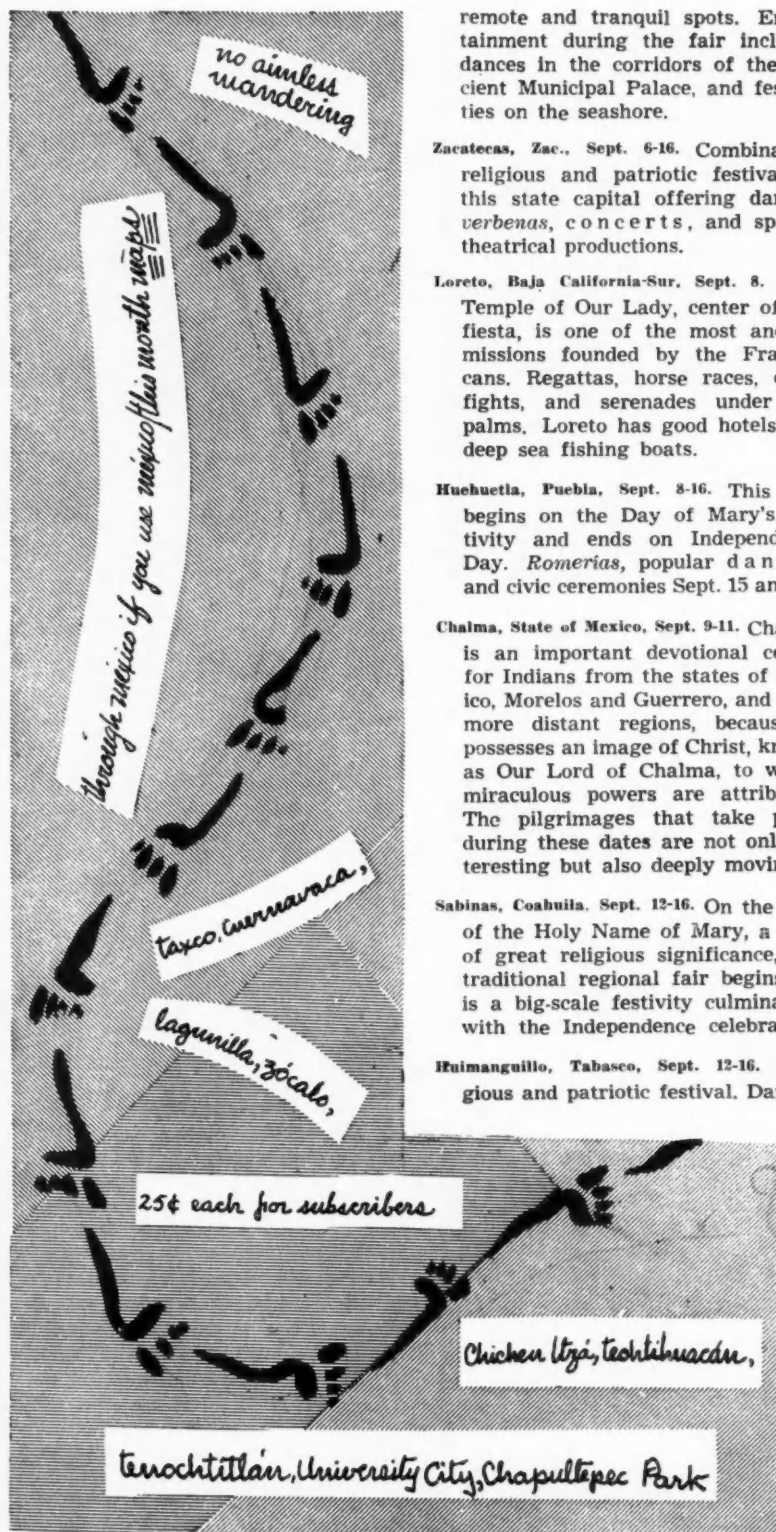 no aimless
wandering
through méxico if you use méxico/this month maps
taxco, Cuernavaca,
lagunilla, zócalo,
25¢ each for subscribers
Chichen Itzá, teohtihuacán,
tenochtitlán, University City, Chapultepec Park
remote and tranquil spots. En
tainment during the fair incl
dances in the corridors of the
cient Municipal Palace, and fes
ties on the seashore.
Zacatecas, Zac., Sept. 6-16. Combina
religious and patriotic festiva
this state capital offering dan
verbenas, concerts, and sp
theatrical productions.
Loreto, Baja California-Sur, Sept. 8.
Temple of Our Lady, center of
fiesta, is one of the most anc
missions founded by the Fra
cans. Regattas, horse races, c
fights, and serenades under
palms. Loreto has good hotels
deep sea fishing boats.
Huehuetla, Puebla, Sept. 8-16. This
begins on the Day of Mary's
tivity and ends on Independ
Day. Romerías, popular dan
and civic ceremonies Sept. 15 an
Chalma, State of Mexico, Sept. 9-11. Cha
is an important devotional ce
for Indians from the states of
ico, Morelos and Guerrero, and
more distant regions, becaus
possesses an image of Christ, kn
as Our Lord of Chalma, to w
miraculous powers are attrib
The pilgrimages that take p
during these dates are not onl
teresting but also deeply movin
Sabinas, Coahuila. Sept. 12-16. On the
of the Holy Name of Mary, a
of great religious significance,
traditional regional fair begins
is a big-scale festivity culmina
with the Independence celebra
Huimanguillo, Tabasco, Sept. 12-16.
gious and patriotic festival. Da